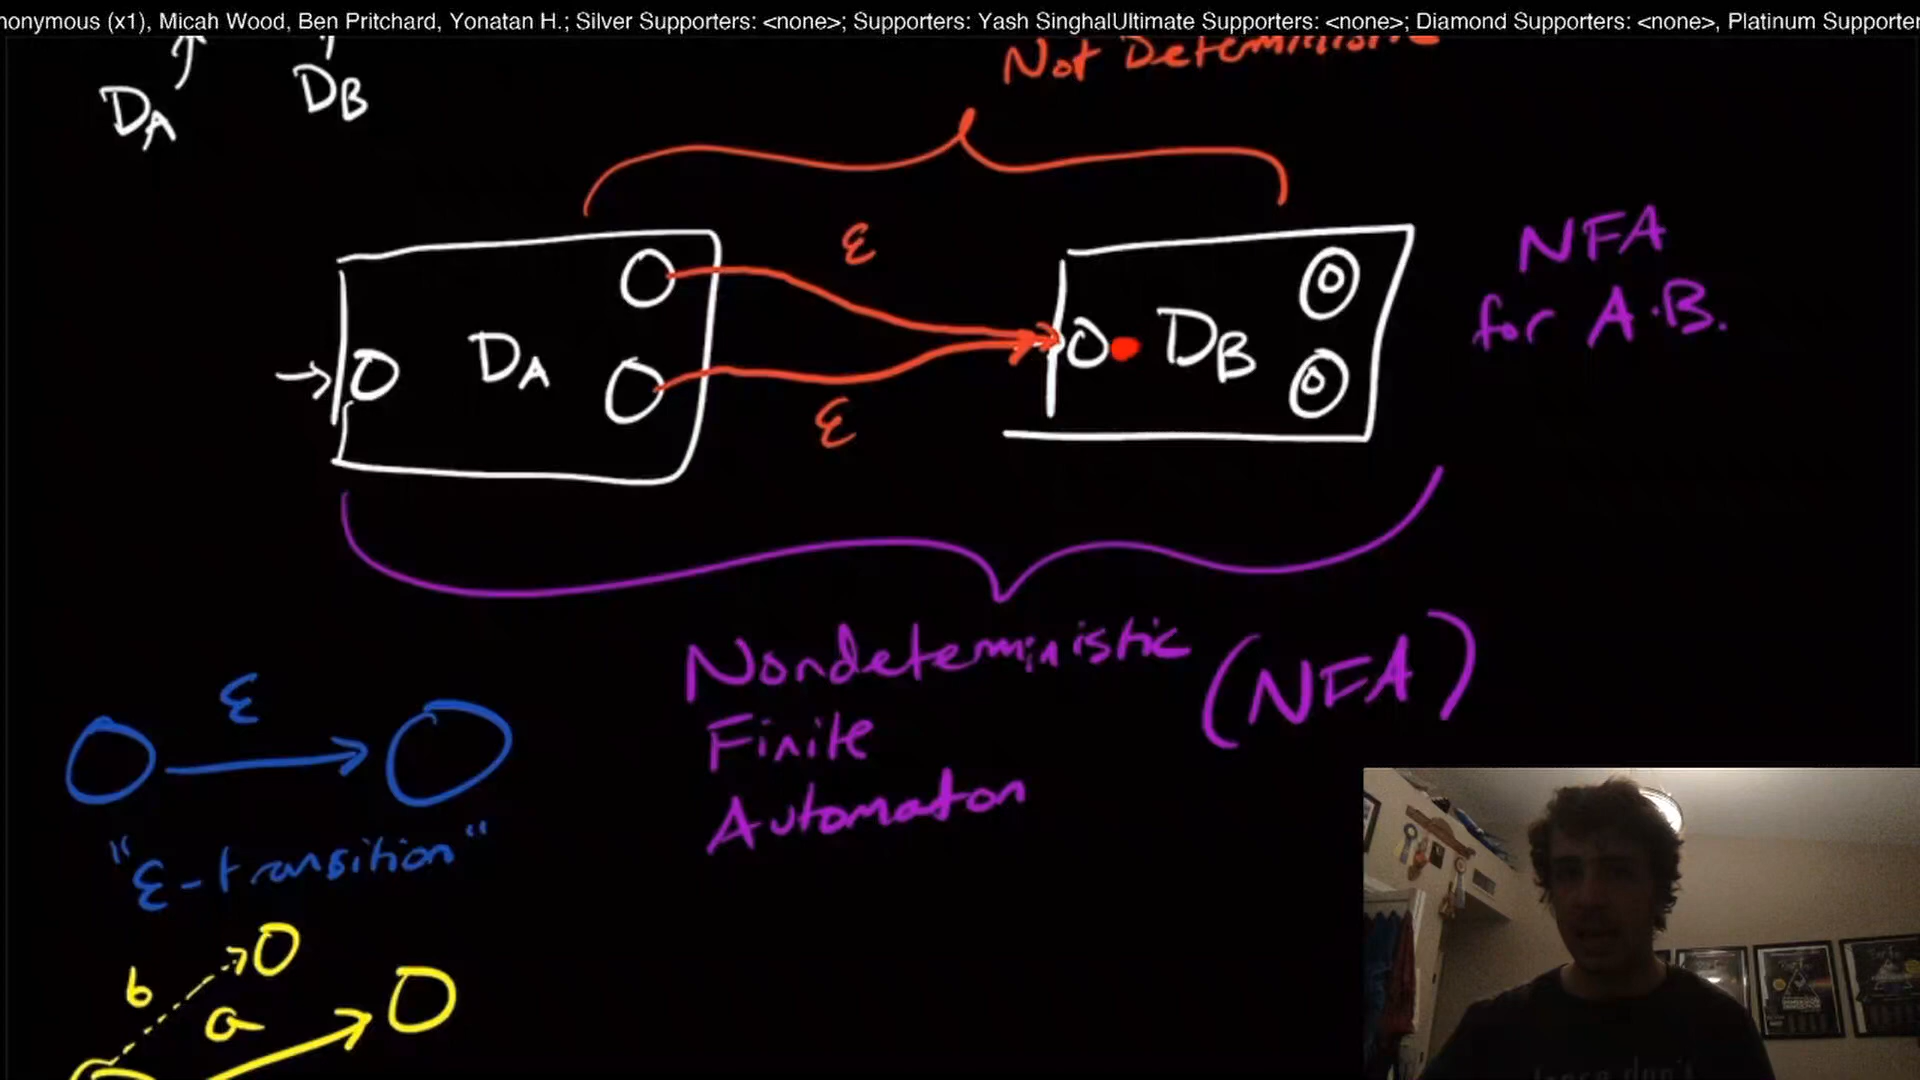 onymous (x1), Micah Wood, Ben Pritchard, Yonatan H.; Silver Supporters: <none>; Supporters: Yash SinghalUltimate Supporters: <none>; Diamond Supporters: <none>, Platinum Supporter
Not Deterministic
DA
DB
ε
NFA
for A·B.
DA
DB
ε
Nondeterministic
Finite
Automaton
(NFA)
ε
"ε-transition"
b
a